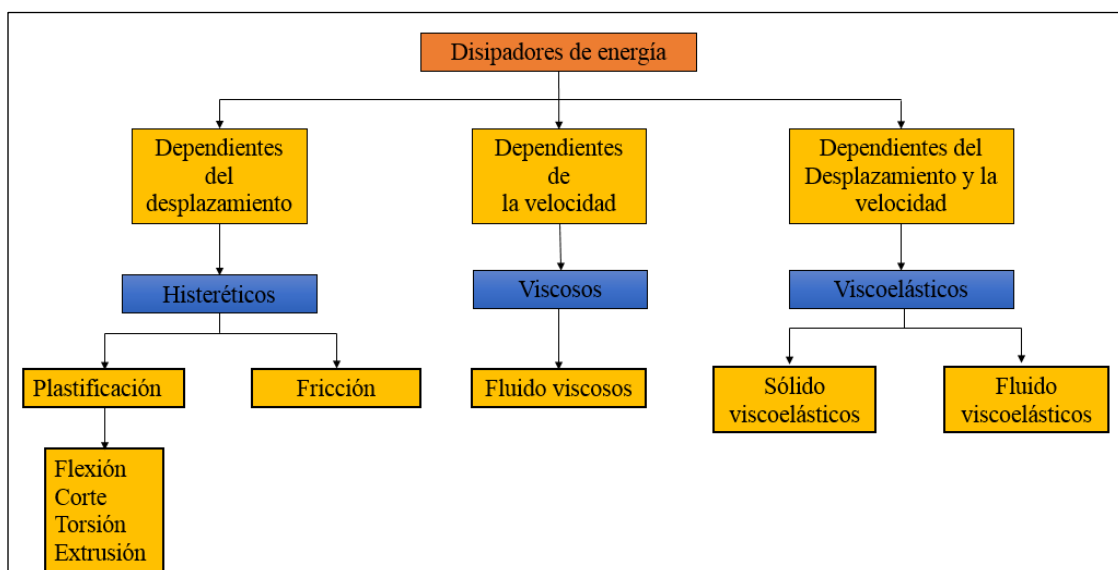 Disipadores de energía
Dependientes
del
desplazamiento
Dependientes
de
la velocidad
Dependientes del
Desplazamiento y la
velocidad
Histeréticos
Viscosos
Viscoelásticos
Plastificación
Fricción
Fluido viscosos
Sólido
viscoelásticos
Fluido
viscoelásticos
Flexión
Corte
Torsión
Extrusión